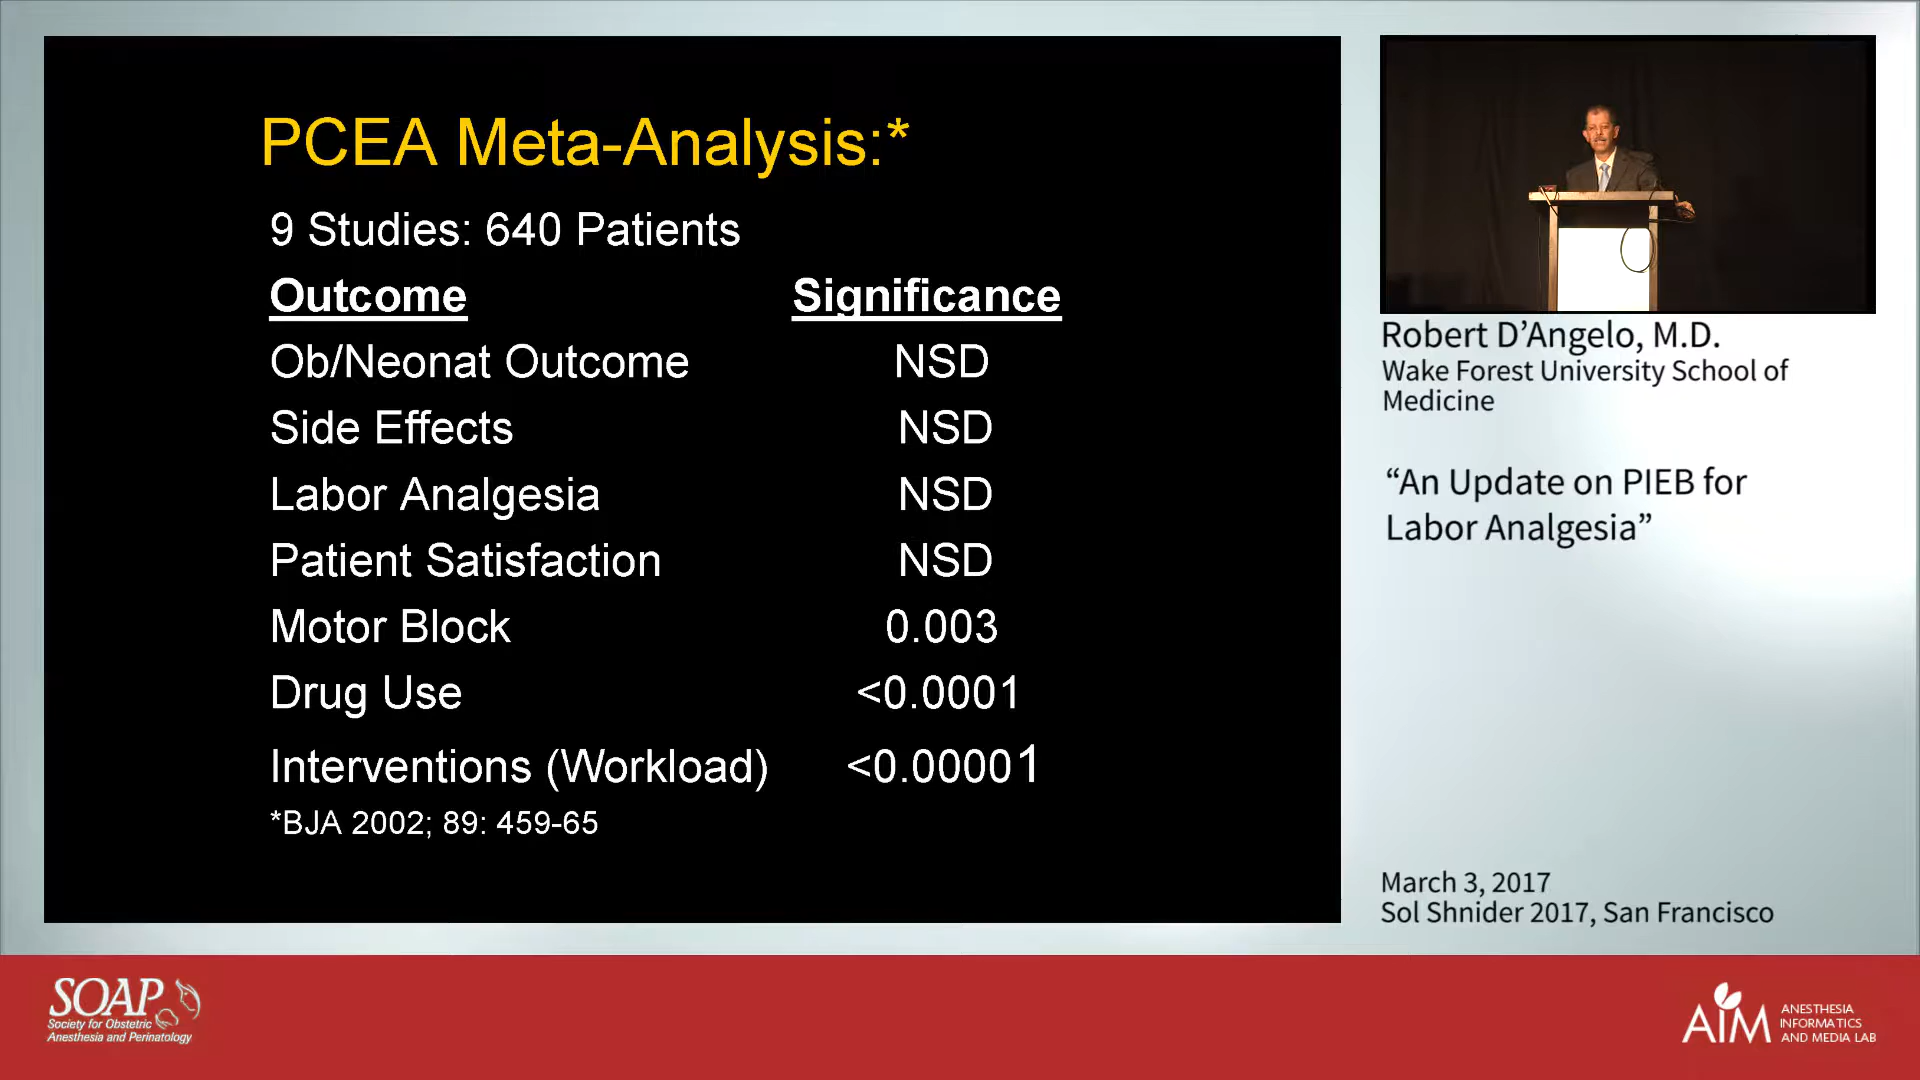 PCEA Meta-Analysis:*
9 Studies: 640 Patients
Outcome Significance
Ob/Neonat Outcome NSD
Side Effects NSD
Labor Analgesia NSD
Patient Satisfaction NSD
Motor Block 0.003
Drug Use <0.0001
Interventions (Workload) <0.00001
*BJA 2002; 89: 459-65
Robert D’Angelo, M.D.
Wake Forest University School of
Medicine
“An Update on PIEB for
Labor Analgesia”
March 3, 2017
Sol Shnider 2017, San Francisco
SOAP
Society for Obstetric
Anesthesia and Perinatology
AIM
ANESTHESIA
INFORMATICS
AND MEDIA LAB